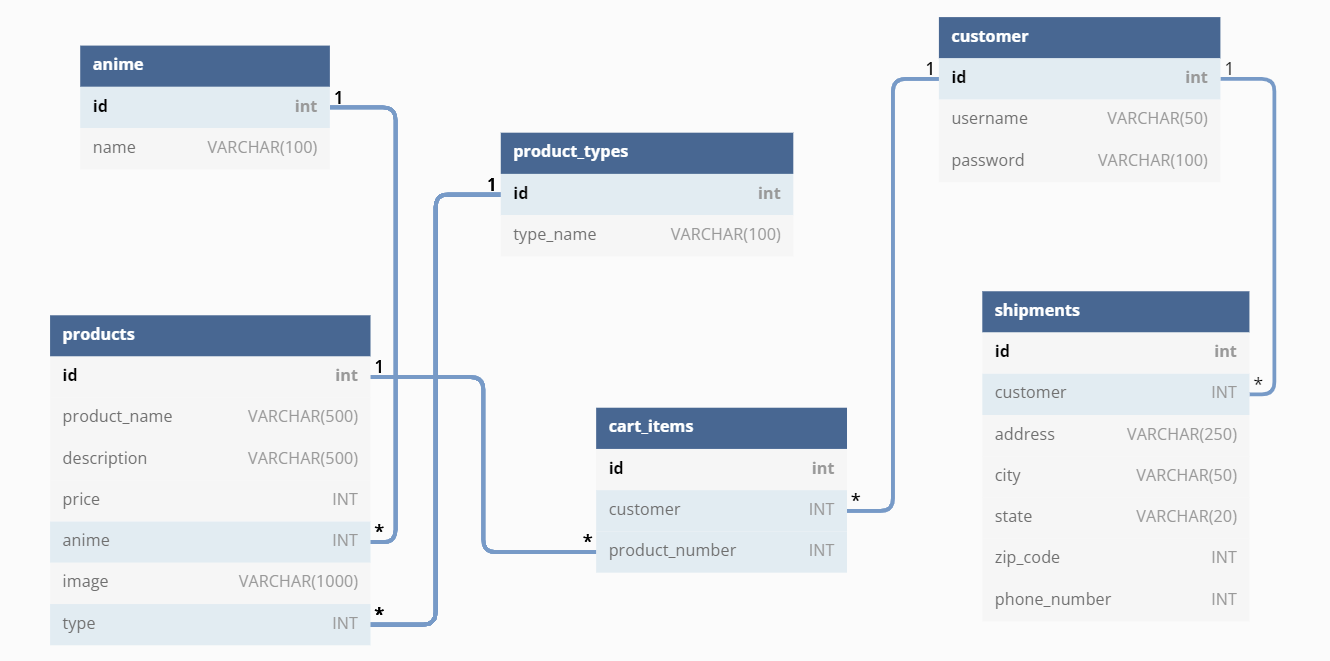 anime
id int 1
name VARCHAR(100)
product_types
1 id int
type_name VARCHAR(100)
customer
1 id int 1
username VARCHAR(50)
password VARCHAR(100)
products
id int 1
product_name VARCHAR(500)
description VARCHAR(500)
price INT
anime INT *
image VARCHAR(1000)
type INT *
cart_items
id int
customer INT *
* product_number INT
shipments
id int
customer INT *
address VARCHAR(250)
city VARCHAR(50)
state VARCHAR(20)
zip_code INT
phone_number INT